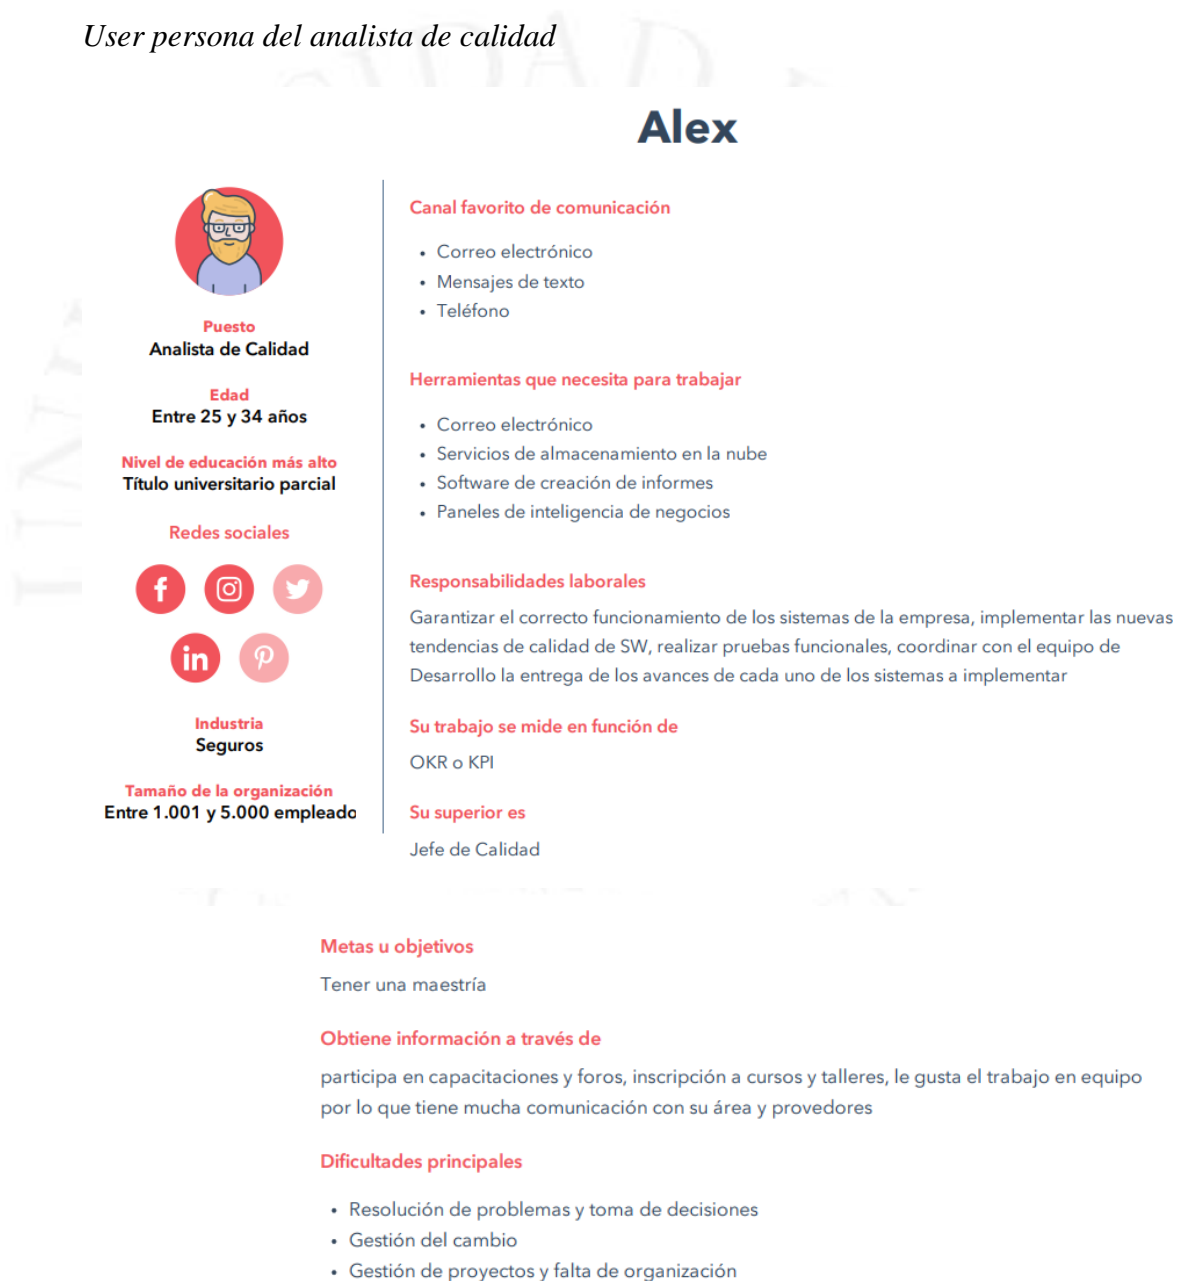 User persona del analista de calidad
Alex
Puesto
Analista de Calidad
Edad
Entre 25 y 34 años
Nivel de educación más alto
Título universitario parcial
Redes sociales
f
in
Industria
Seguros
Tamaño de la organización
Entre 1.001 y 5.000 empleado
Canal favorito de comunicación
• Correo electrónico
• Mensajes de texto
• Teléfono
Herramientas que necesita para trabajar
• Correo electrónico
• Servicios de almacenamiento en la nube
• Software de creación de informes
• Paneles de inteligencia de negocios
Responsabilidades laborales
Garantizar el correcto funcionamiento de los sistemas de la empresa, implementar las nuevas
tendencias de calidad de SW, realizar pruebas funcionales, coordinar con el equipo de
Desarrollo la entrega de los avances de cada uno de los sistemas a implementar
Su trabajo se mide en función de
OKR o KPI
Su superior es
Jefe de Calidad
Metas u objetivos
Tener una maestría
Obtiene información a través de
participa en capacitaciones y foros, inscripción a cursos y talleres, le gusta el trabajo en equipo
por lo que tiene mucha comunicación con su área y provedores
Dificultades principales
• Resolución de problemas y toma de decisiones
• Gestión del cambio
• Gestión de proyectos y falta de organización